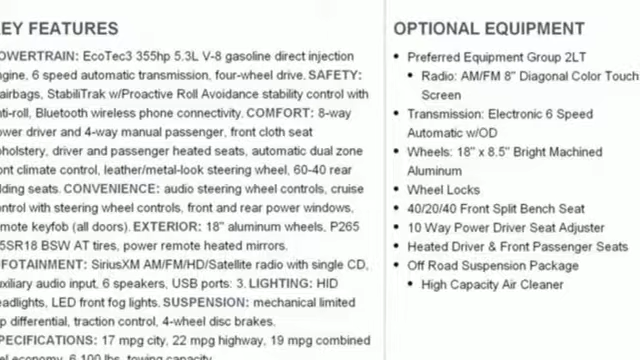 EY FEATURES
OWERTRAIN: EcoTec3 355hp 5.3L V-8 gasoline direct injection
ngine, 6 speed automatic transmission, four-wheel drive. SAFETY:
airbags, StabiliTrak w/Proactive Roll Avoidance stability control with
nti-roll, Bluetooth wireless phone connectivity. COMFORT: 8-way
ower driver and 4-way manual passenger, front cloth seat
pholstery, driver and passenger heated seats, automatic dual zone
ont climate control, leather/metal-look steering wheel, 60-40 rear
lding seats. CONVENIENCE: audio steering wheel controls, cruise
ontrol with steering wheel controls, front and rear power windows,
emote keyfob (all doors). EXTERIOR: 18" aluminum wheels, P265
5SR18 BSW AT tires, power remote heated mirrors.
FOTAINMENT: SiriusXM AM/FM/HD/Satellite radio with single CD,
uxiliary audio input, 6 speakers, USB ports: 3. LIGHTING: HID
eadlights, LED front fog lights. SUSPENSION: mechanical limited
p differential, traction control, 4-wheel disc brakes.
PECIFICATIONS: 17 mpg city, 22 mpg highway, 19 mpg combined
el economy, 6,100 lbs. towing capacity
OPTIONAL EQUIPMENT
• Preferred Equipment Group 2LT
• Radio: AM/FM 8" Diagonal Color Touch
Screen
• Transmission: Electronic 6 Speed
Automatic w/OD
• Wheels: 18" x 8.5" Bright Machined
Aluminum
• Wheel Locks
• 40/20/40 Front Split Bench Seat
• 10 Way Power Driver Seat Adjuster
• Heated Driver & Front Passenger Seats
• Off Road Suspension Package
• High Capacity Air Cleaner